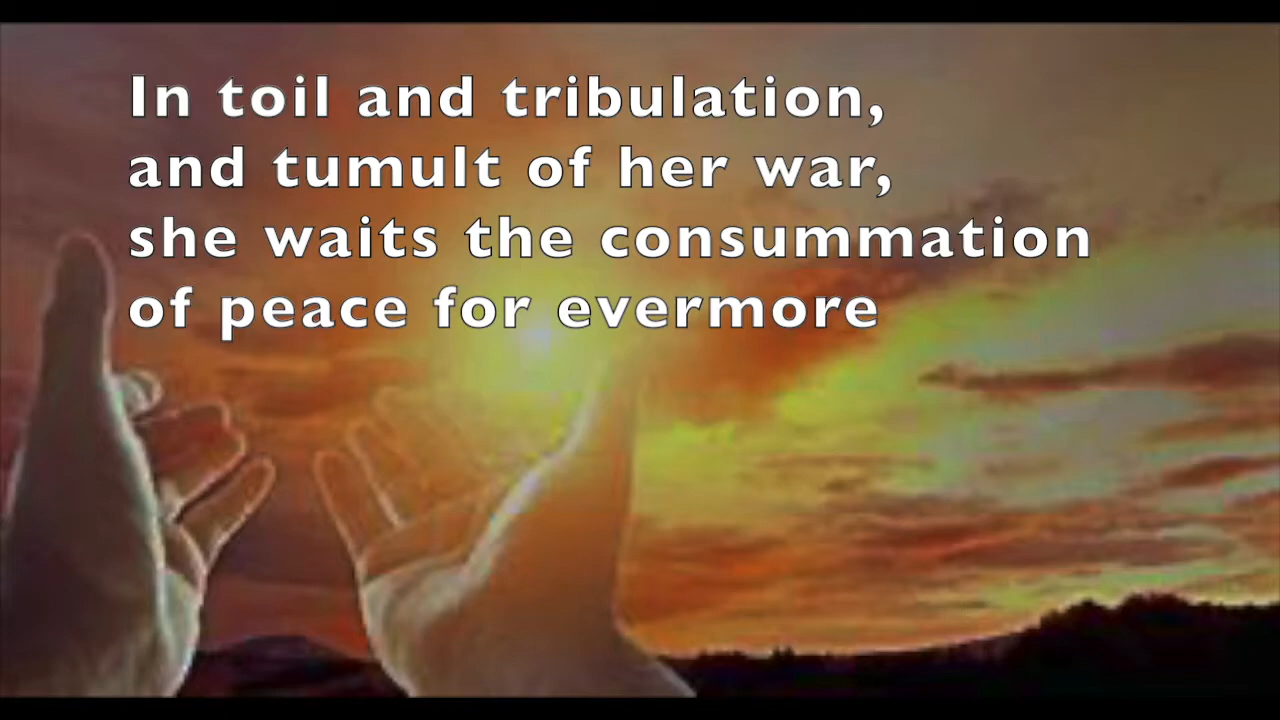 In toil and tribulation,
and tumult of her war,
she waits the consummation
of peace for evermore